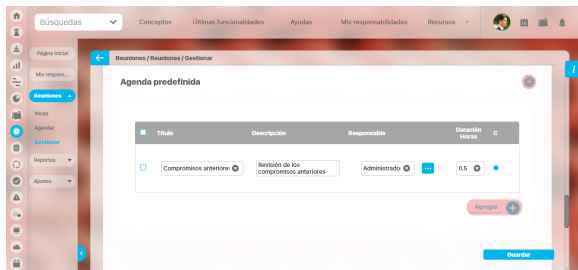 Búsquedas
Conceptos
Últimas funcionalidades
Ayudas
Mis responsabilidades
Recursos
Página inicial
Mis respons...
Reuniones
Iniciar
Agendar
Gestionar
Reportes
Ajustes
Reuniones / Reuniones / Gestionar
i
Agenda predefinida
Título
Descripción
Responsable
Duración
Horas
C
Compromisos anteriores
Revisión de los
compromisos anteriores
Administrado
...
0.5
Agregar
Guardar